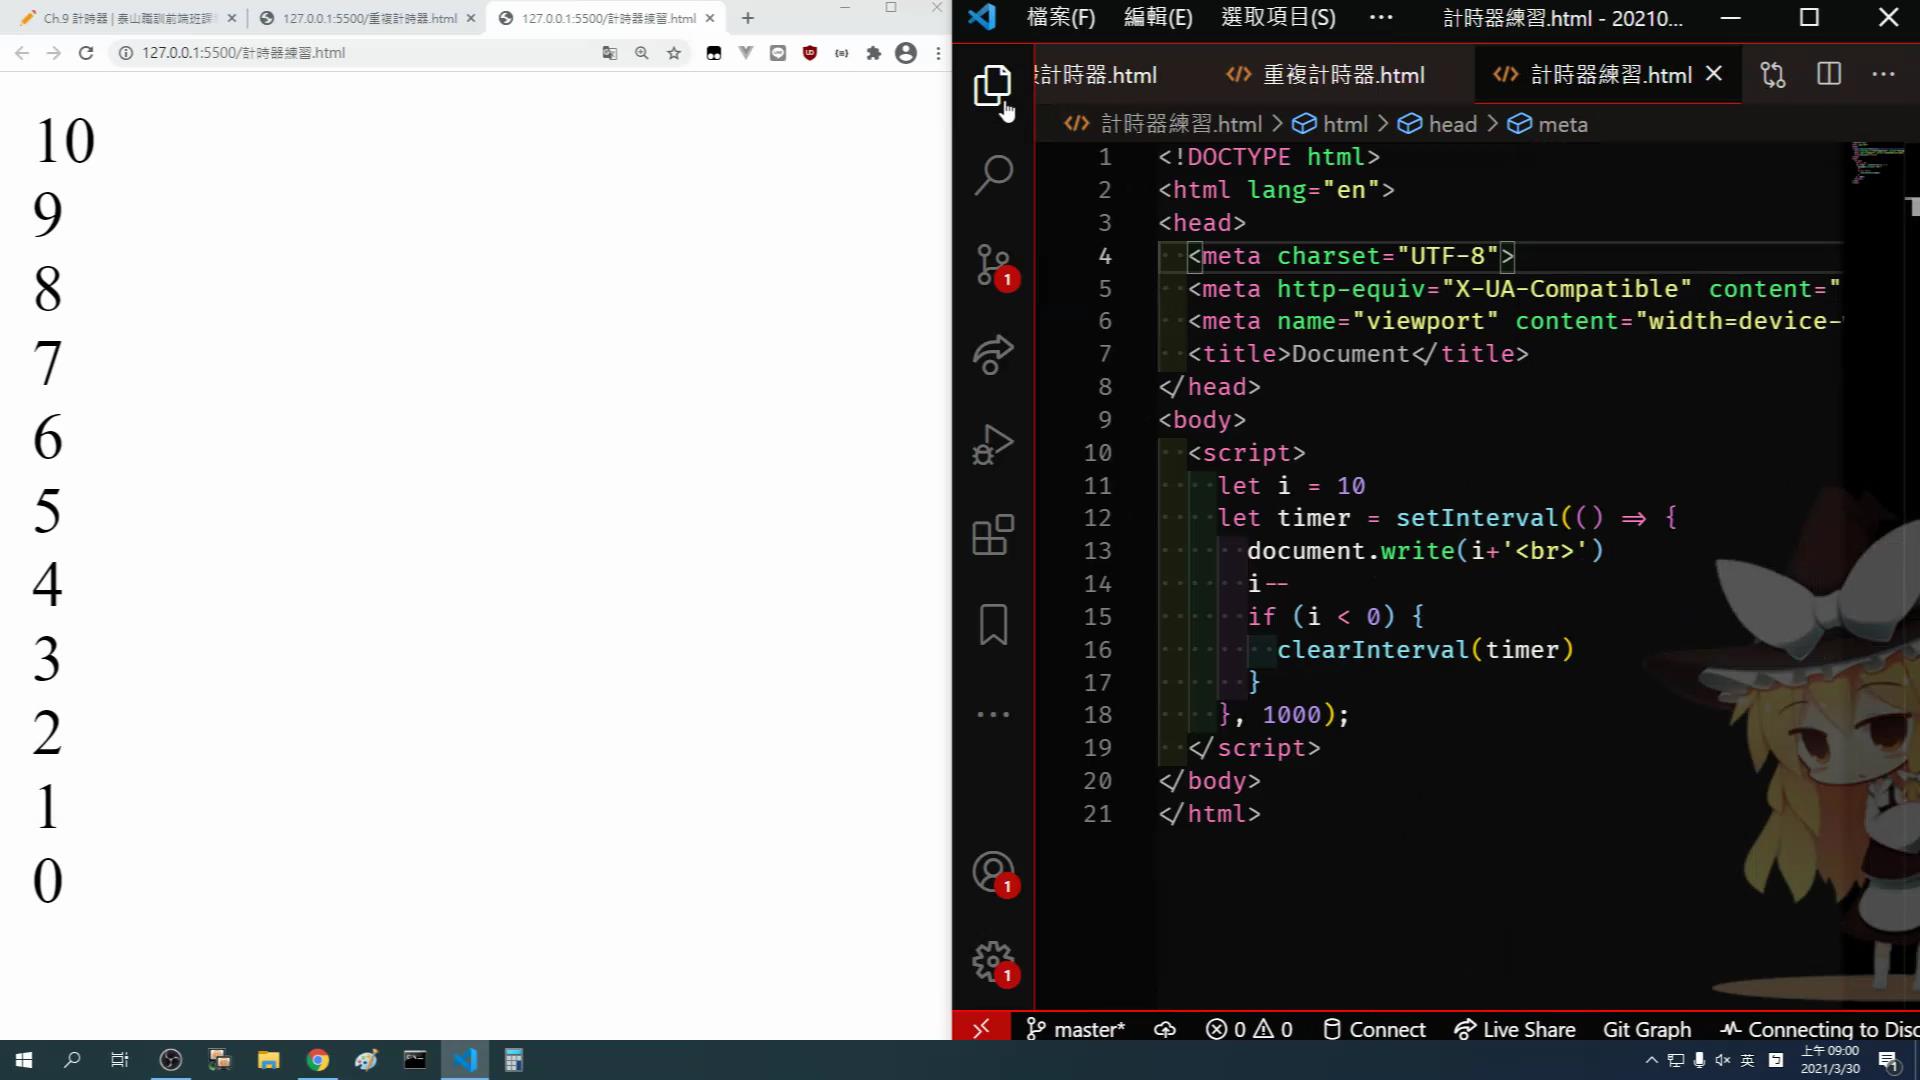 Ch.9 計時器 | 泰山職訓前端班課
127.0.0.1:5500/重複計時器.html
127.0.0.1:5500/計時器練習.html
127.0.0.1:5500/計時器練習.html
10
9
8
7
6
5
4
3
2
1
0
檔案(F) 編輯(E) 選取項目(S) ··· 計時器練習.html - 20210...
計時器.html
重複計時器.html
計時器練習.html
計時器練習.html > html > head > meta
1 <!DOCTYPE html>
2 <html lang="en">
3 <head>
4 <meta charset="UTF-8">
5 <meta http-equiv="X-UA-Compatible" content="
6 <meta name="viewport" content="width=device-
7 <title>Document</title>
8 </head>
9 <body>
10 <script>
11 let i = 10
12 let timer = setInterval(() => {
13 document.write(i+'<br>')
14 i--
15 if (i < 0) {
16 clearInterval(timer)
17 }
18 }, 1000);
19 </script>
20 </body>
21 </html>
1
1
1
master* 0 0 Connect Live Share Git Graph Connecting to Disc
英
上午 09:00
2021/3/30
1